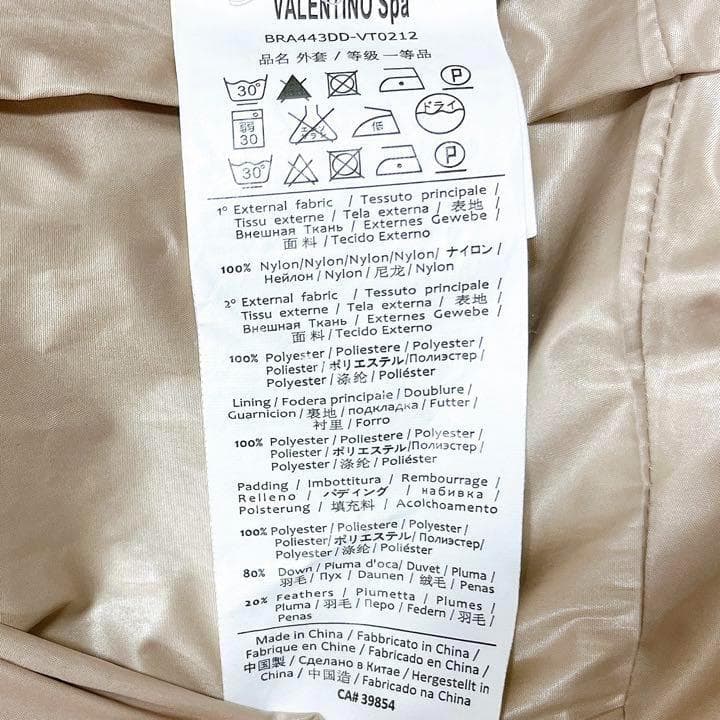 VALENTINO Spa
BRA443DD-VT0212
品名 外套 / 等级 一等品
30° P
弱 30 エンソ サラシ 低 ドライ
30° P
1° External fabric / Tessuto principale /
Tissu externe / Tela externa / 表地 /
Внешная Ткань / Externes Gewebe /
面 料 / Tecido Externo
100% Nylon/Nylon/Nylon/Nylon/ ナイロン/
Нейлон / Nylon / 尼龙 / Nylon
2° External fabric / Tessuto principale /
Tissu externe / Tela externa / 表地 /
Внешная Ткань / Externes Gewebe /
面 料 / Tecido Externo
100% Polyester / Poliestere / Polyester /
Poliester / ポリエステル/Полиэстер /
Polyester / 涤纶 / Poliéster
Lining / Fodera principale / Doublure /
Guarnicion / 裏地 / подкладка / Futter /
衬里 / Forro
100% Polyester / Poliestere / Polyester /
Poliester / ポリエステル/Полиэстер/
Polyester / 涤纶 / Poliéster
Padding / Imbottitura / Rembourrage /
Relleno / パディング / набивка /
Polsterung / 填充料 / Acolchoamento
100% Polyester / Poliestere / Polyester /
Poliester/ ポリエステル/ Полиэстер/
Polyester / 涤纶 / Poliéster
80% Down / Piuma d'oca/ Duvet / Pluma /
羽毛 / Пух / Daunen / 绒毛 / Penas
20% Feathers / Piumetta / Plumes /
Pluma / 羽毛 / Перо / Federn / 羽毛 /
Penas
Made in China / Fabbricato in China /
Fabrique en Chine / Fabricado en China /
中国製 / Сделано в Китае / Hergestellt in
China / 中国造 / Fabricado na China
CA# 39854